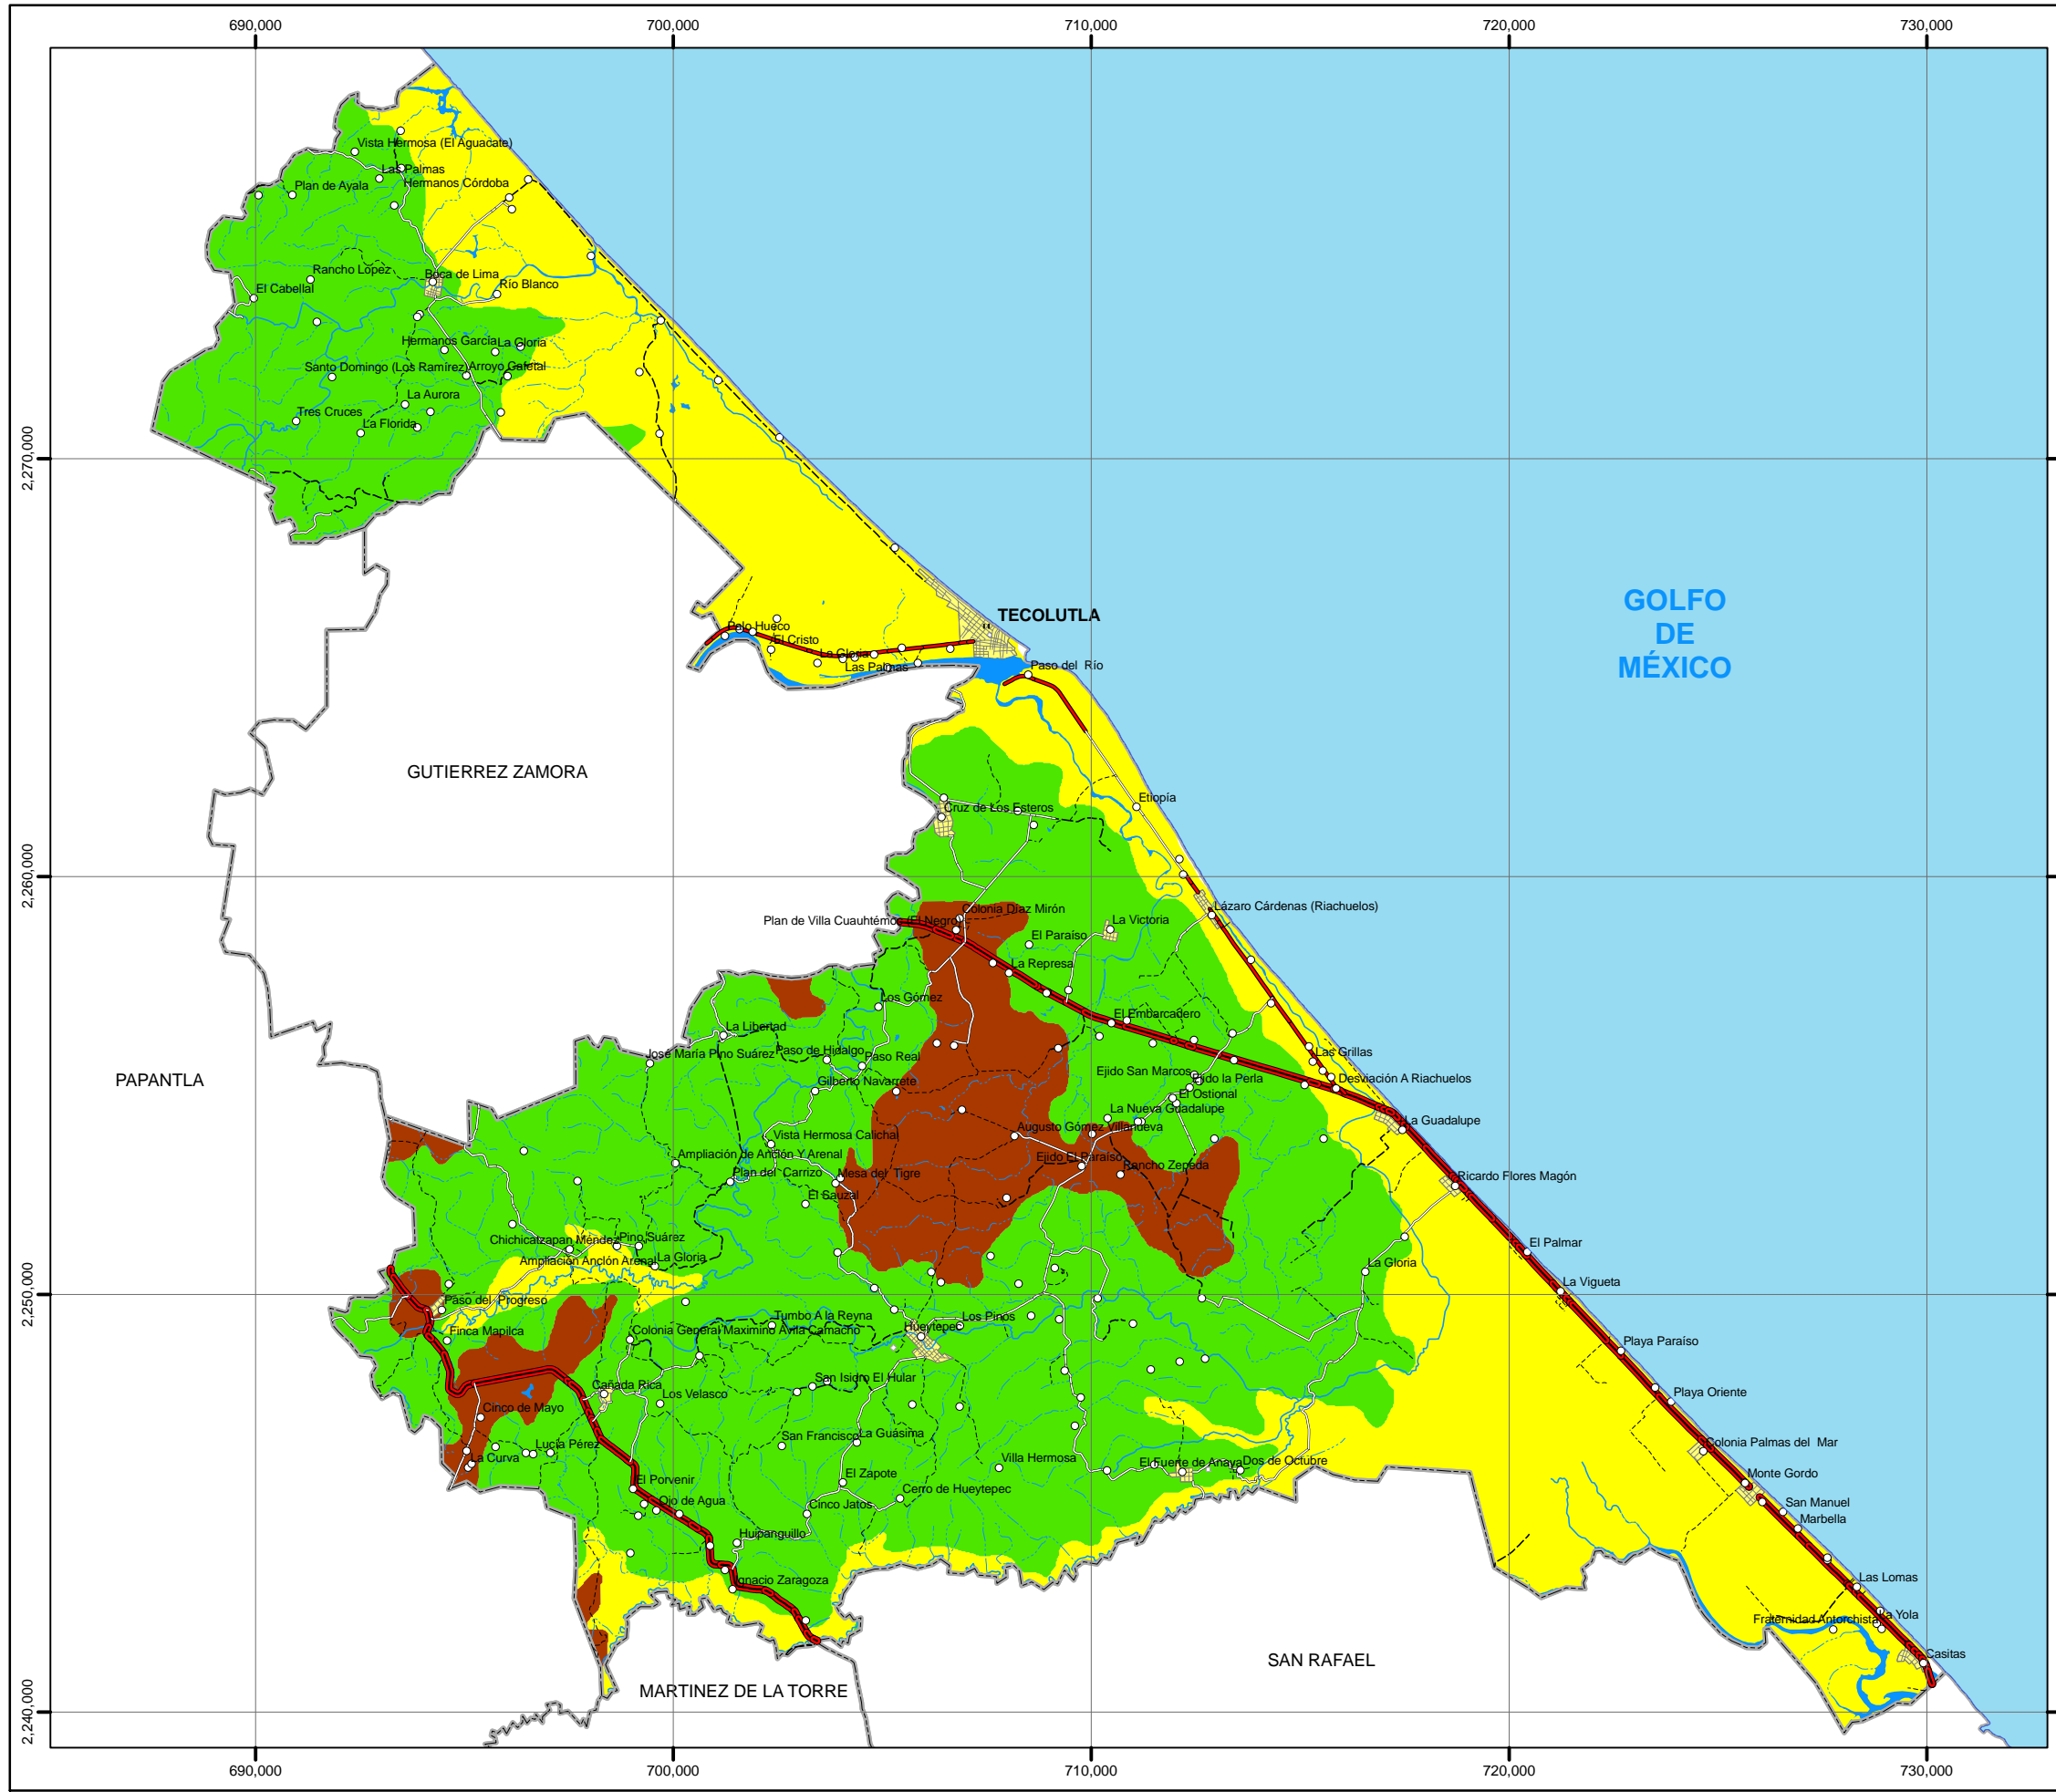 690,000
700,000
710,000
720,000
730,000
Vista Hermosa (El Aguacate)
Las Palmas
Hermanos Córdoba
Plan de Ayala
Rancho López
Boca de Lima
El Cabellal
Río Blanco
Hermanos García
La Gloria
Santo Domingo (Los Ramírez)
Arroyo Cafetal
La Aurora
Tres Cruces
La Florida
2,270,000
GOLFO
DE
MÉXICO
TECOLUTLA
Palo Hueco
El Cristo
La Gloria
Las Palmas
Paso del Río
GUTIERREZ ZAMORA
Etiopía
Cruz de Los Esteros
2,260,000
Lázaro Cárdenas (Riachuelos)
Colonia Díaz Mirón
Plan de Villa Cuauhtémoc (El Negro)
La Victoria
El Paraíso
La Represa
Los Gómez
El Embarcadero
La Libertad
José María Pino Suárez
Paso de Hidalgo
Paso Real
Las Grillas
PAPANTLA
Gilberto Navarrete
Ejido San Marcos
Ejido la Perla
Desviación A Riachuelos
El Ostional
La Nueva Guadalupe
La Guadalupe
Vista Hermosa Calichal
Augusto Gómez Villanueva
Ampliación de Anclón Y Arenal
Ejido El Paraíso
Plan del Carrizo
Mesa del Tigre
Rancho Zepeda
Ricardo Flores Magón
El Sauzal
Chichicatzapan Méndez
Pino Suárez
El Palmar
Ampliación Anclón Arenal
La Gloria
La Gloria
La Vigueta
2,250,000
Paso del Progreso
Tumbo A la Reyna
Los Pinos
Finca Mapilca
Colonia General Maximino Avila Camacho
Hueytepec
Playa Paraíso
San Isidro El Hular
Cañada Rica
Los Velasco
Playa Oriente
Cinco de Mayo
La Guásima
San Francisco
Lucía Pérez
Colonia Palmas del Mar
La Curva
Villa Hermosa
El Fuerte de Anaya
Dos de Octubre
El Porvenir
El Zapote
Monte Gordo
Ojo de Agua
Cerro de Hueytepec
Cinco Jatos
San Manuel
Marbella
Huipanguillo
Ignacio Zaragoza
Las Lomas
Fraternidad Antorchista
La Yola
Casitas
SAN RAFAEL
MARTINEZ DE LA TORRE
2,240,000
690,000
700,000
710,000
720,000
730,000